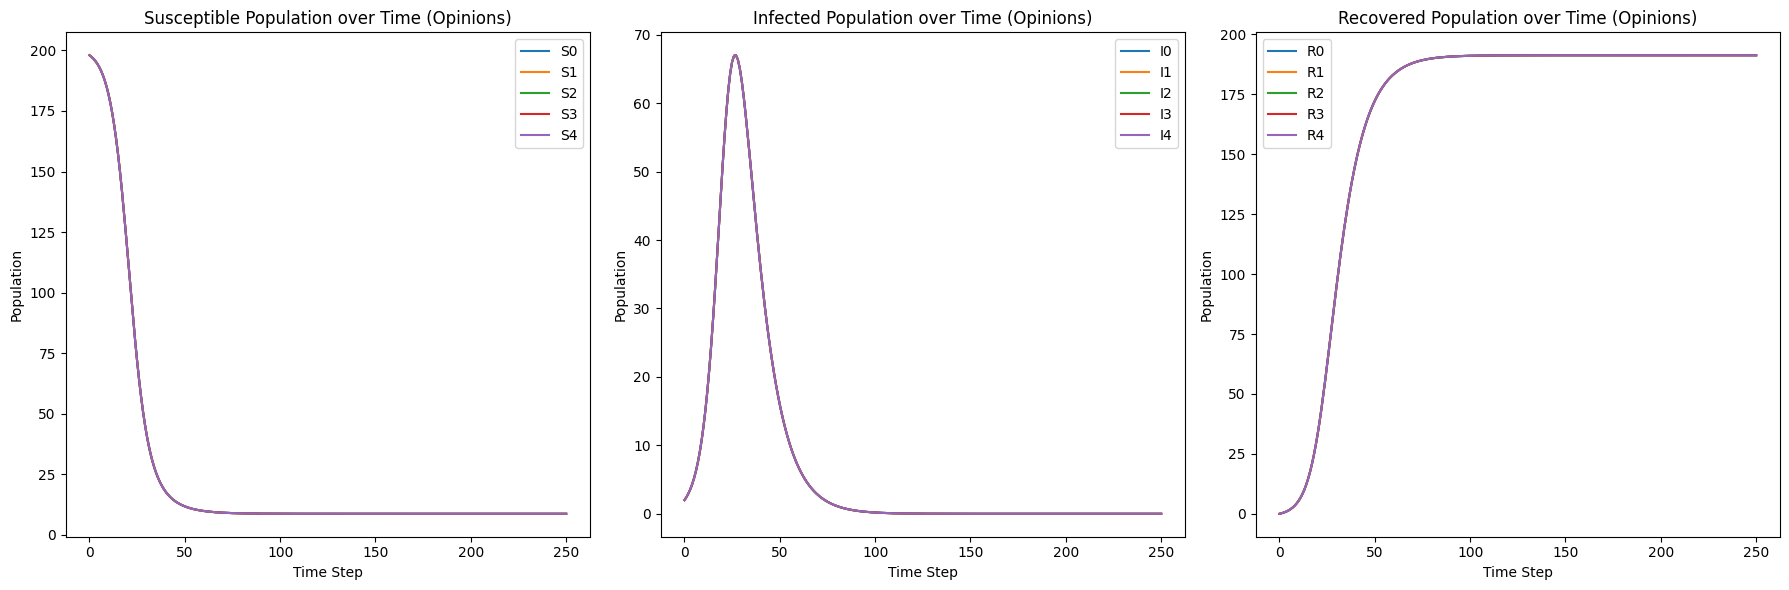 Susceptible Population over Time (Opinions)
200
175
150
125
100
75
50
25
0
Population
0 50 100 150 200 250
Time Step
S0
S1
S2
S3
S4
Infected Population over Time (Opinions)
70
60
50
40
30
20
10
0
Population
0 50 100 150 200 250
Time Step
I0
I1
I2
I3
I4
Recovered Population over Time (Opinions)
200
175
150
125
100
75
50
25
0
Population
0 50 100 150 200 250
Time Step
R0
R1
R2
R3
R4